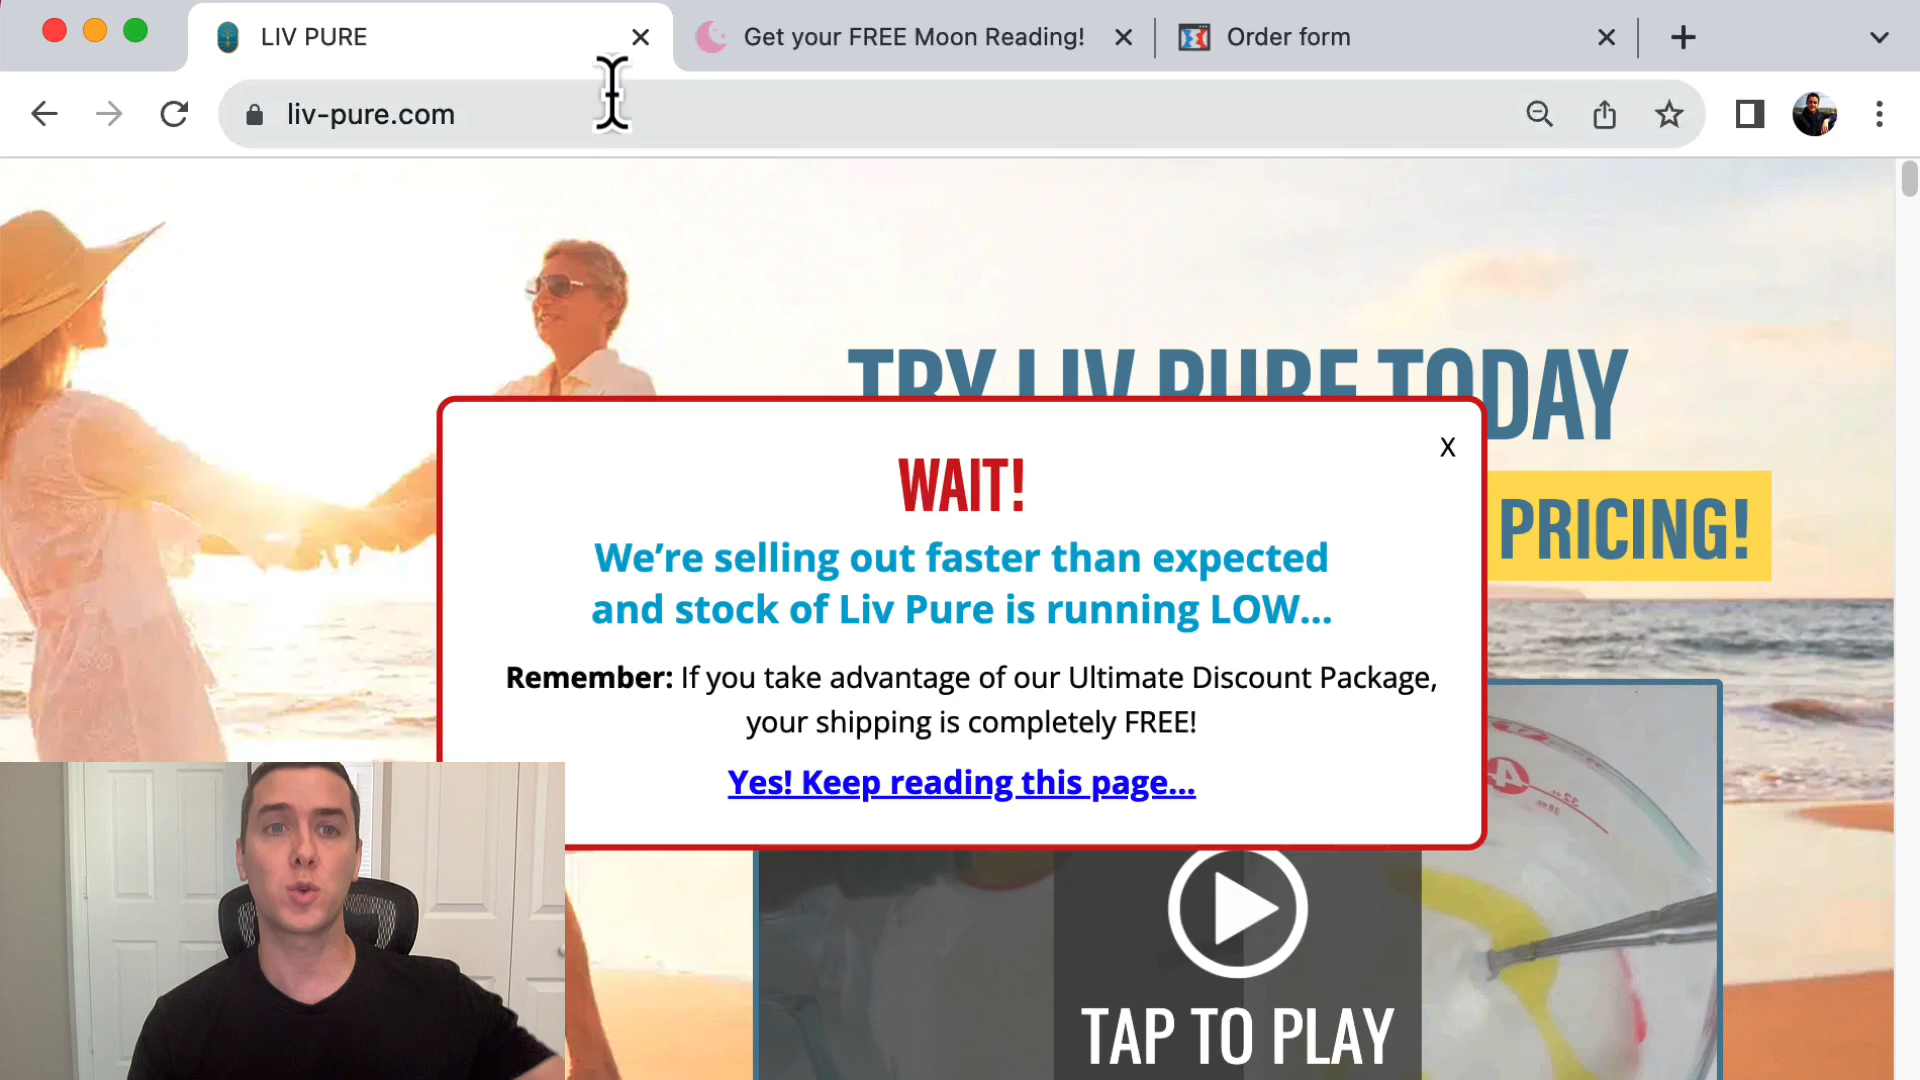 LIV PURE
Get your FREE Moon Reading!
Order form
liv-pure.com
TRY LIV PURE TODAY
PRICING!
X
WAIT!
We’re selling out faster than expected
and stock of Liv Pure is running LOW...
Remember: If you take advantage of our Ultimate Discount Package,
your shipping is completely FREE!
Yes! Keep reading this page...
TAP TO PLAY